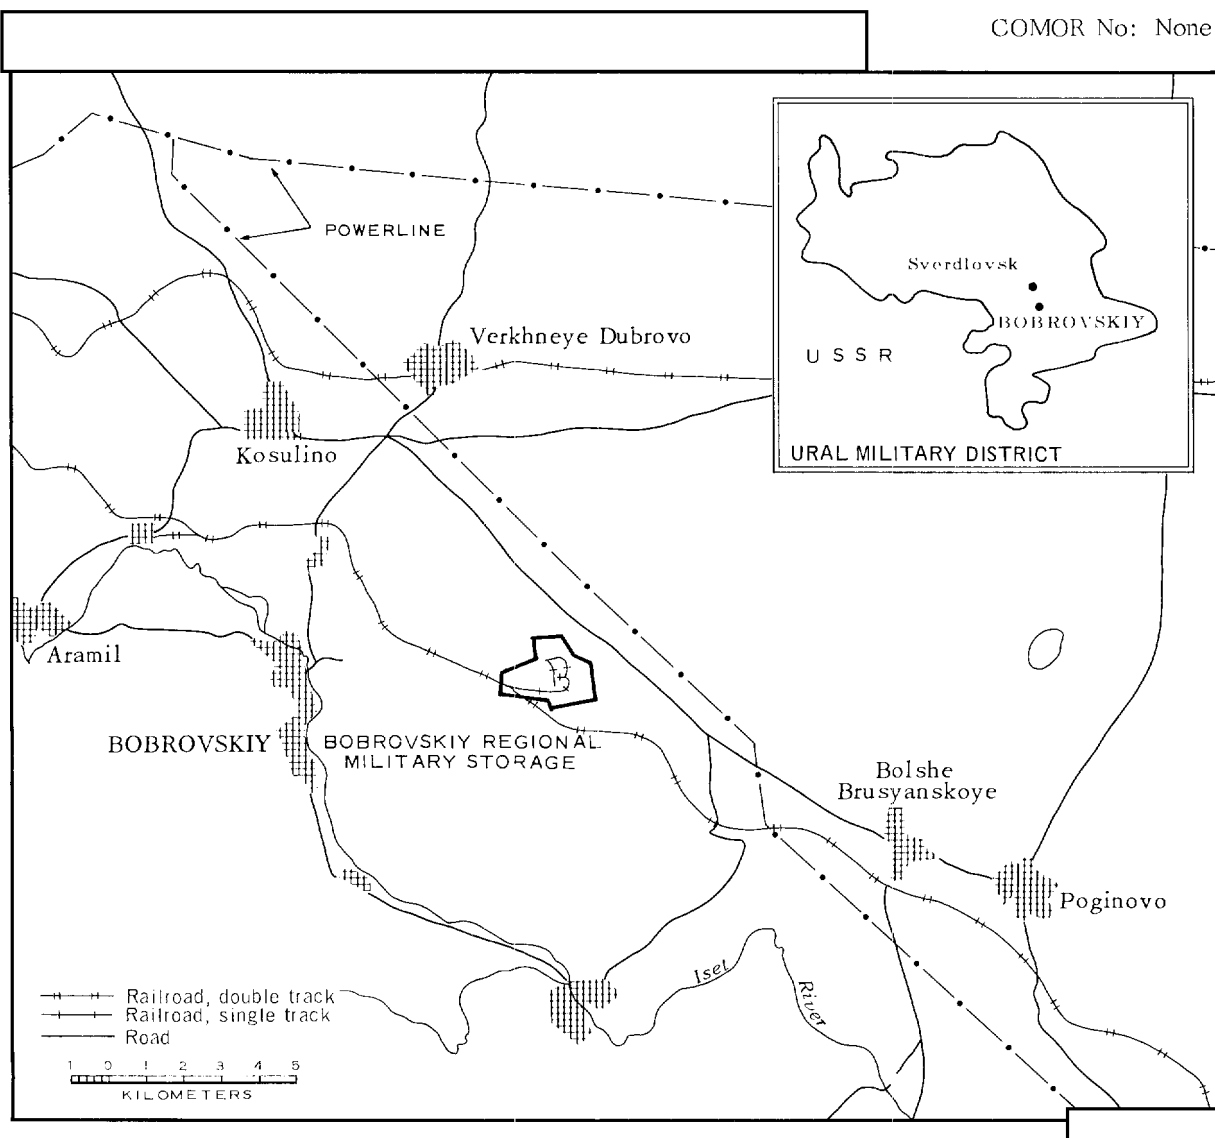 COMOR No: None
POWERLINE
Sverdlovsk
BOBROVSKIY
U S S R
URAL MILITARY DISTRICT
Verkhneye Dubrovo
Kosulino
Aramil
BOBROVSKIY
BOBROVSKIY REGIONAL
MILITARY STORAGE
Bolshe
Brusyanskoye
Poginovo
Iset
River
Railroad, double track
Railroad, single track
Road
1 0 1 2 3 4 5
KILOMETERS